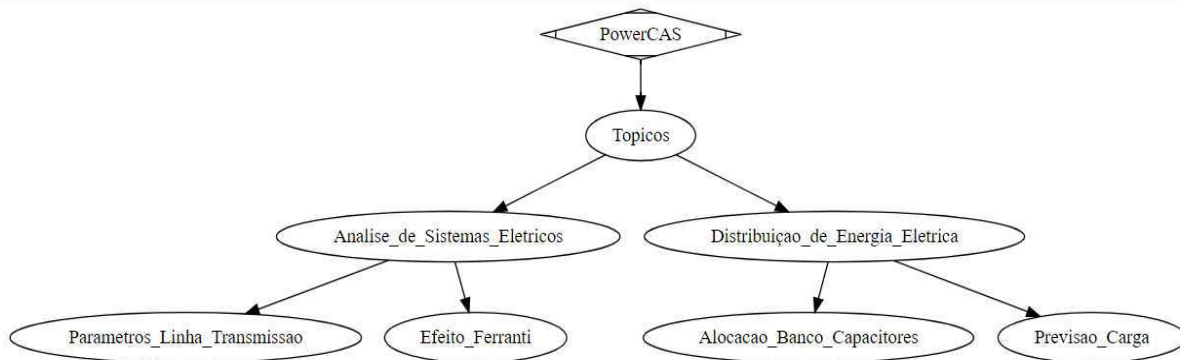 PowerCAS
Topicos
Analise_de_Sistemas_Eletricos
Distribuiçao_de_Energia_Eletrica
Parametros_Linha_Transmissao
Efeito_Ferranti
Alocacao_Banco_Capacitores
Previsao_Carga